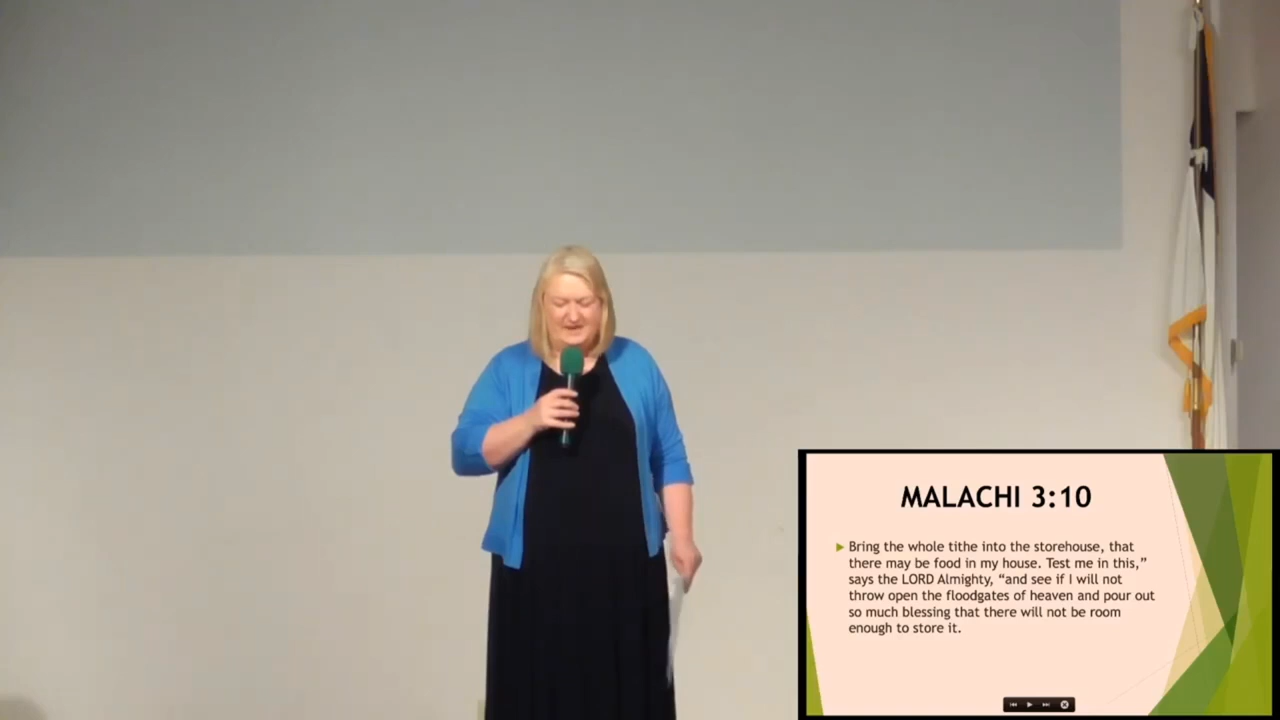 MALACHI 3:10
Bring the whole tithe into the storehouse, that
there may be food in my house. Test me in this,”
says the LORD Almighty, “and see if I will not
throw open the floodgates of heaven and pour out
so much blessing that there will not be room
enough to store it.